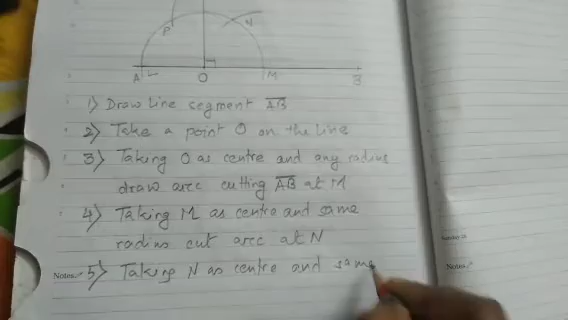 P
N
A
O
M
B
1) Draw line segment AB
2) Take a point O on the line
3) Taking O as centre and any radius
draw arc cutting AB at M
4) Taking M as centre and same
radius cut arc at N
Notes:- 5) Taking N as centre and same